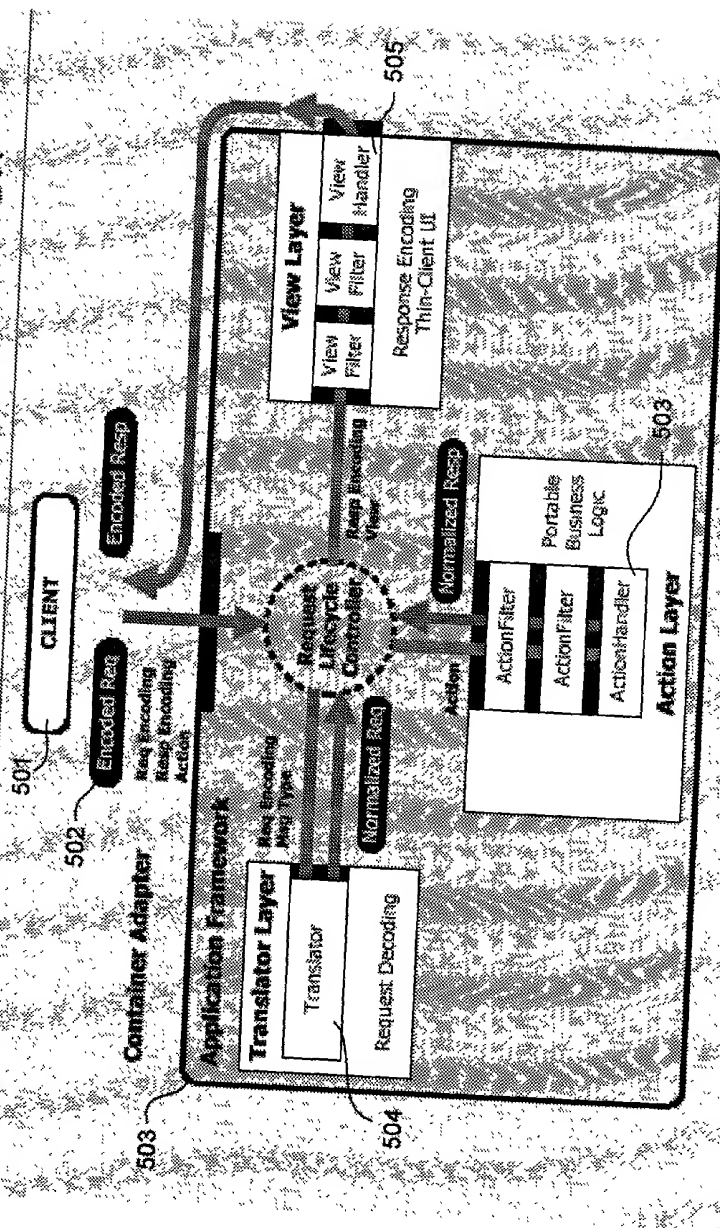 501
CLIENT
502
Encoded Req
Encoded Resp
Req Encoding
Resp Encoding
Action
Container Adapter
503
Application Framework
Translator Layer
Translator
Request Decoding
504
Req Encoding
Msg Type
Normalized Req
Request
Lifecycle
Controller
Resp Encoding
View
View Layer
View
Filter
View
Filter
View
Handler
Response Encoding
Thin-Client UI
505
Action
Normalized Resp
ActionFilter
ActionFilter
ActionHandler
Portable
Business
Logic
Action Layer
503